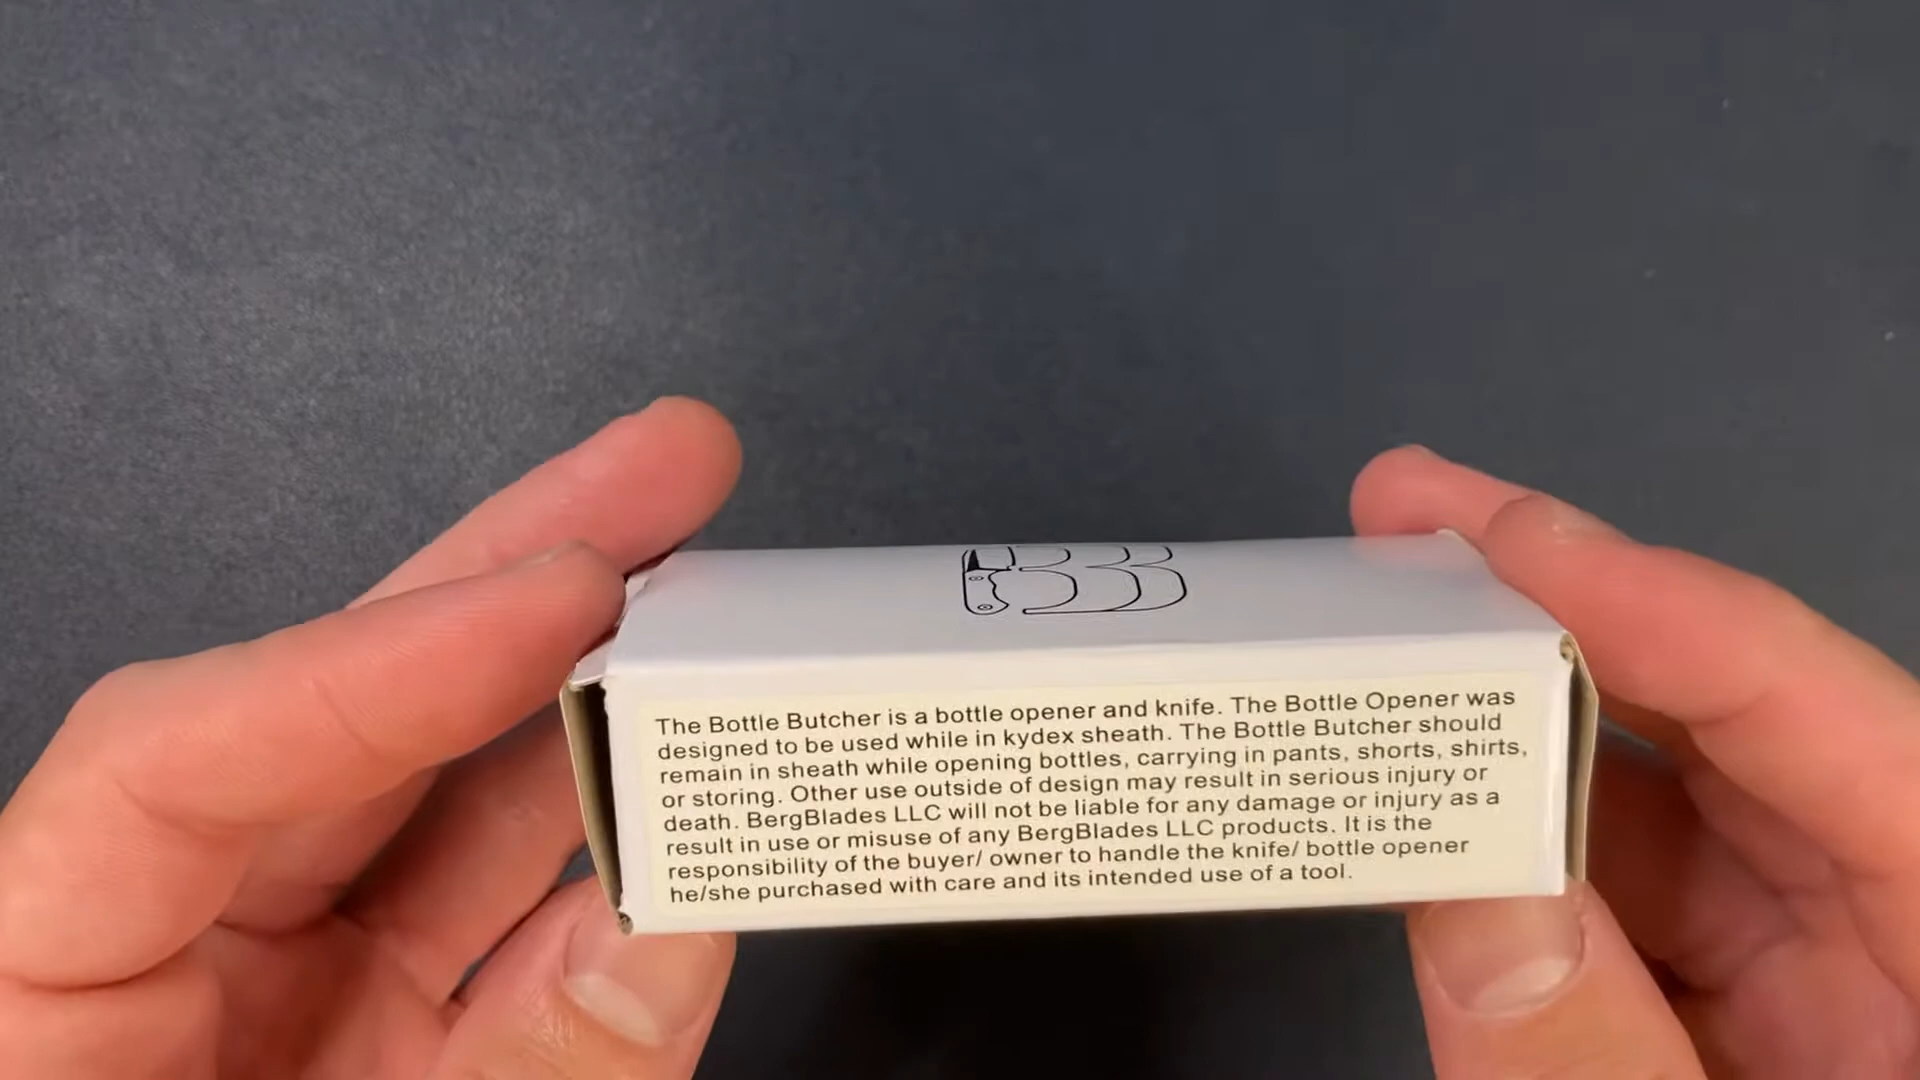 The Bottle Butcher is a bottle opener and knife. The Bottle Opener was
designed to be used while in kydex sheath. The Bottle Butcher should
remain in sheath while opening bottles, carrying in pants, shorts, shirts,
or storing. Other use outside of design may result in serious injury or
death. BergBlades LLC will not be liable for any damage or injury as a
result in use or misuse of any BergBlades LLC products. It is the
responsibility of the buyer/ owner to handle the knife/ bottle opener
he/she purchased with care and its intended use of a tool.